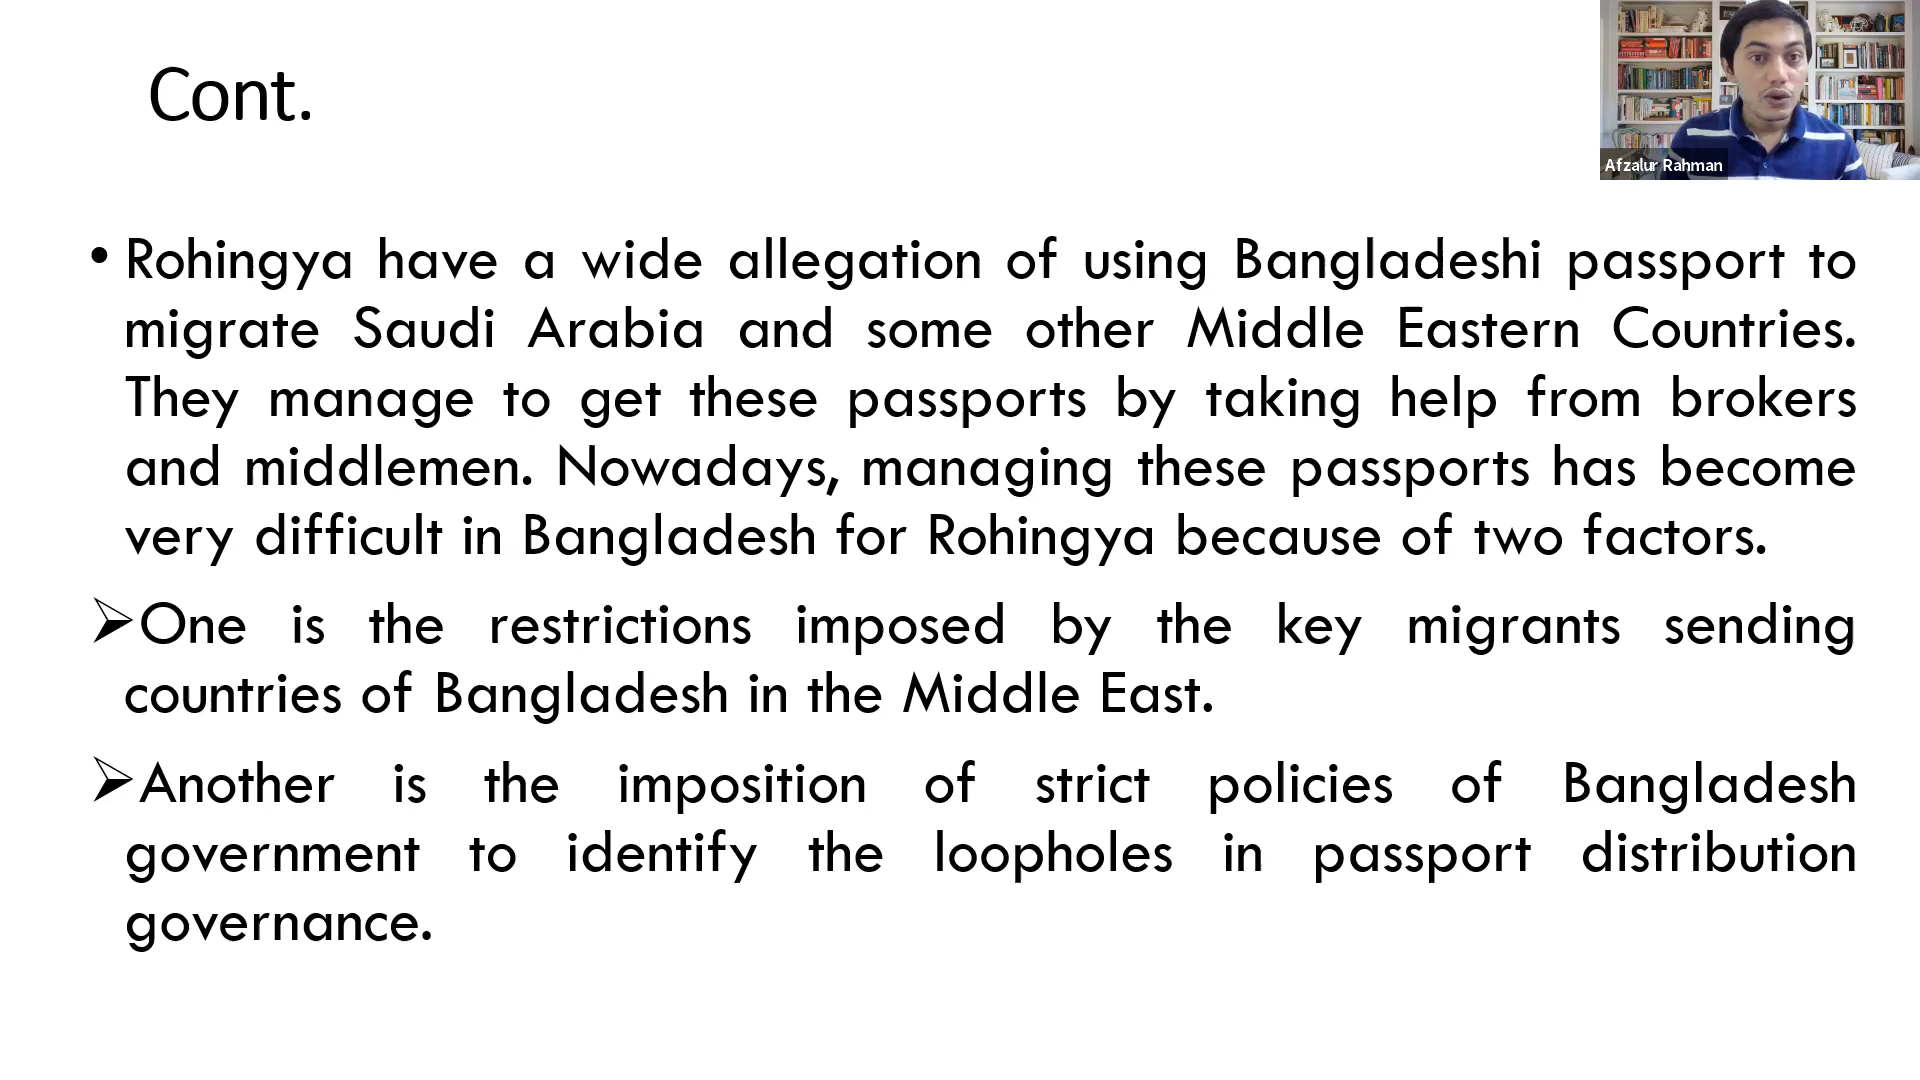 Cont.
Afzalur Rahman
• Rohingya have a wide allegation of using Bangladeshi passport to
migrate Saudi Arabia and some other Middle Eastern Countries.
They manage to get these passports by taking help from brokers
and middlemen. Nowadays, managing these passports has become
very difficult in Bangladesh for Rohingya because of two factors.
➢One is the restrictions imposed by the key migrants sending
countries of Bangladesh in the Middle East.
➢Another is the imposition of strict policies of Bangladesh
government to identify the loopholes in passport distribution
governance.